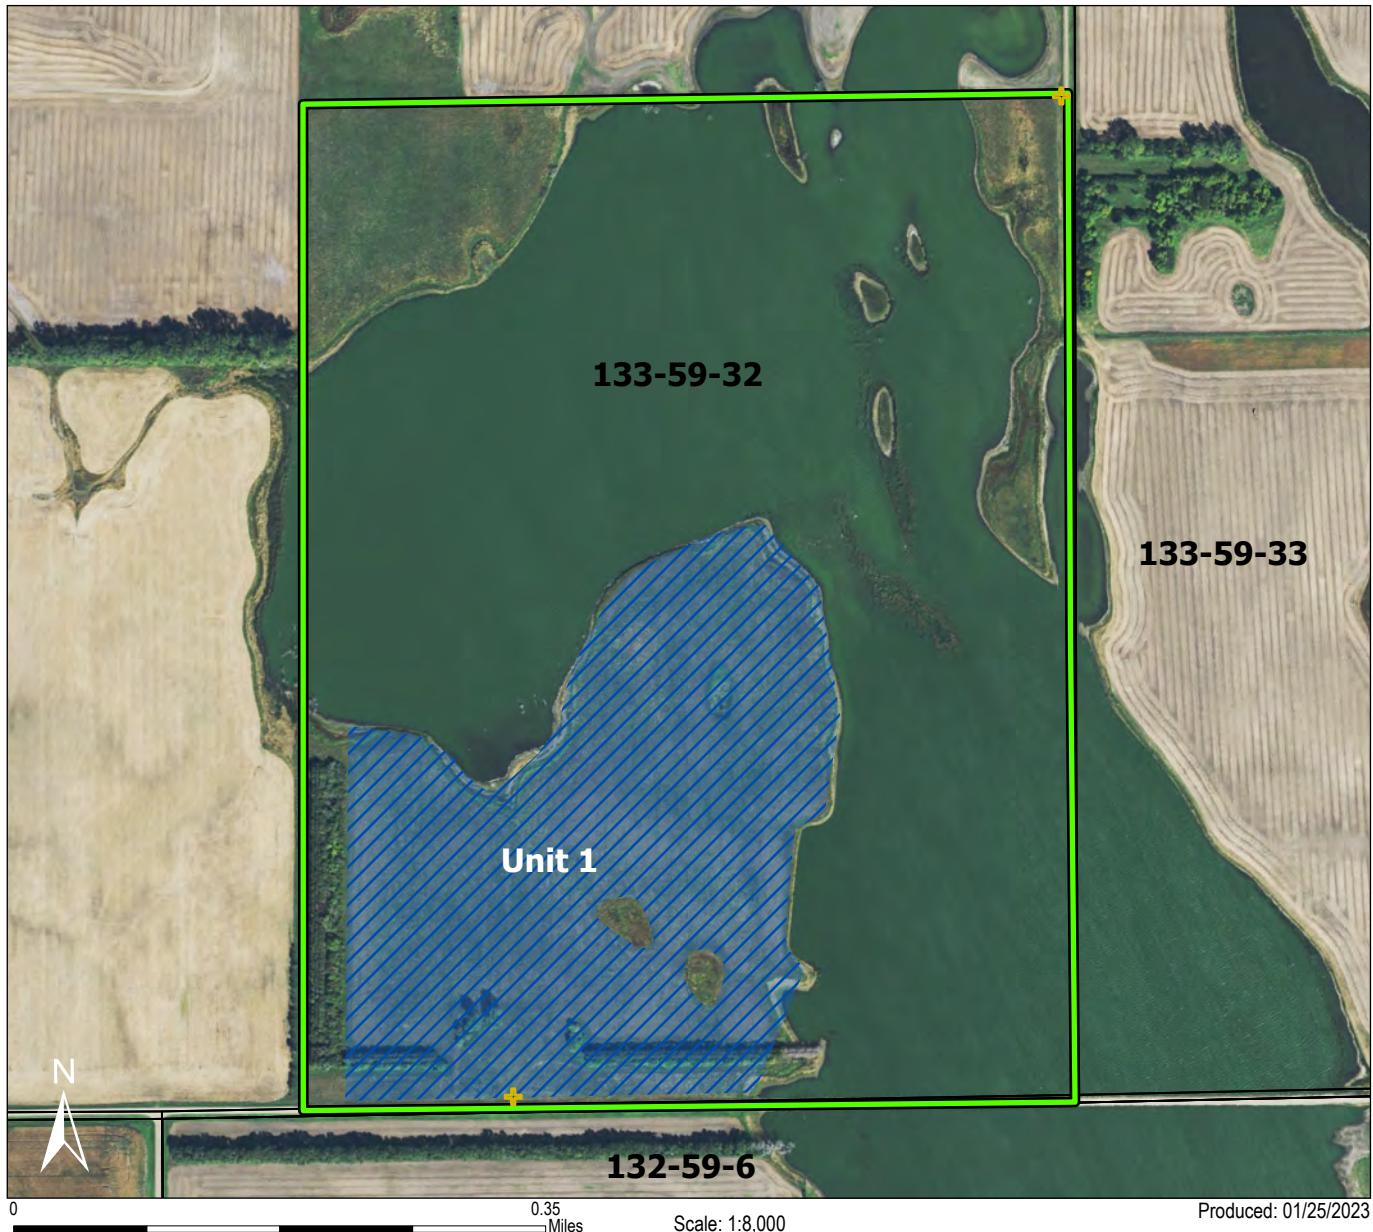 133-59-32
133-59-33
Unit 1
N
132-59-6
0 0.35
Miles
Scale: 1:8,000
Produced: 01/25/2023